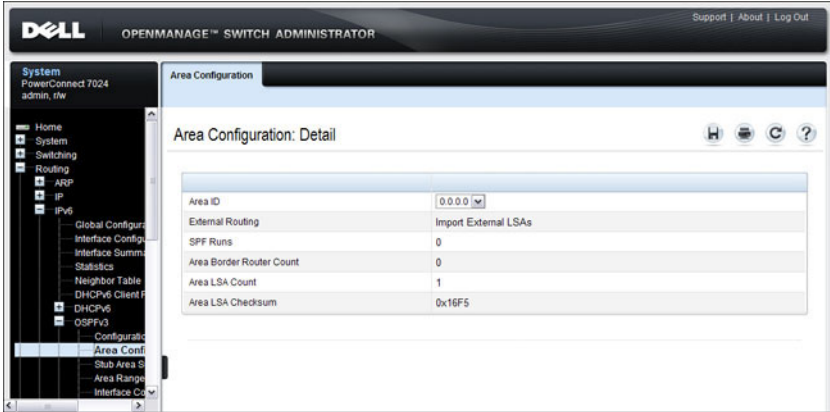 Support | About | Log Out
DELL
OPENMANAGE™ SWITCH ADMINISTRATOR
System
PowerConnect 7024
admin, r/w
Area Configuration
Home
System
Switching
Routing
ARP
IP
IPv6
Global Configura
Interface Configu
Interface Summa
Statistics
Neighbor Table
DHCPv6 Client P
DHCPv6
OSPFv3
Configuratio
Area Confi
Stub Area S
Area Range
Interface Co
Area Configuration: Detail
Area ID 0.0.0.0
External Routing Import External LSAs
SPF Runs 0
Area Border Router Count 0
Area LSA Count 1
Area LSA Checksum 0x16F5